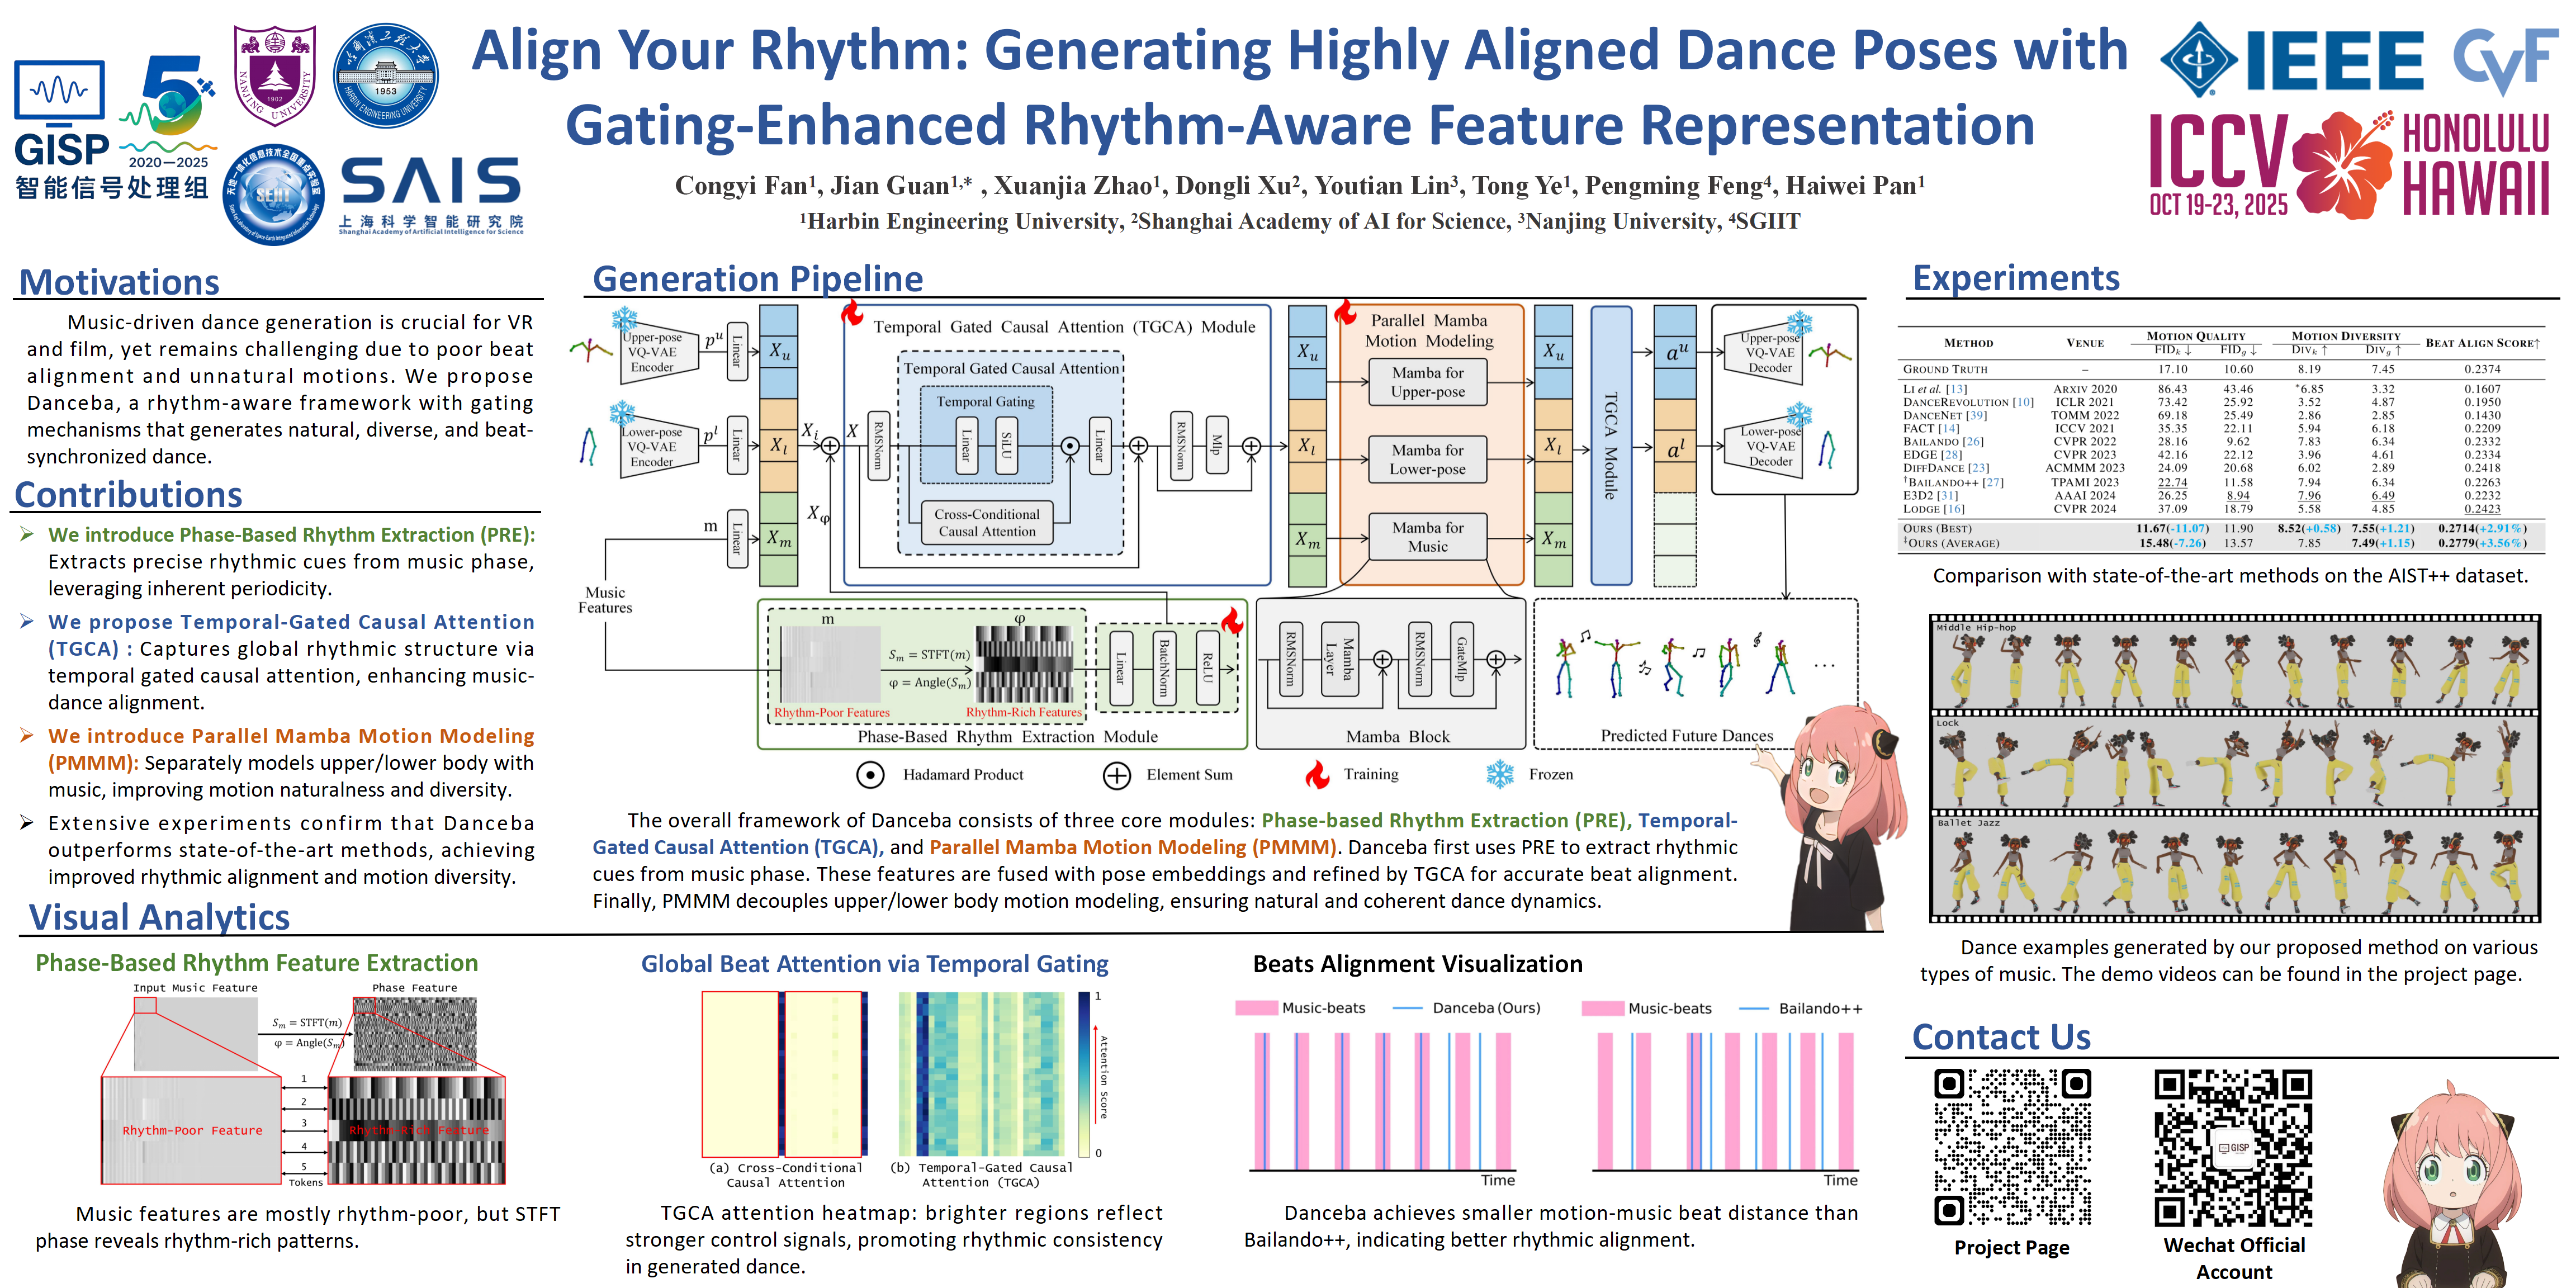 Align Your Rhythm: Generating Highly Aligned Dance Poses with
Gating-Enhanced Rhythm-Aware Feature Representation
Congyi Fan¹, Jian Guan¹,* , Xuanjia Zhao¹, Dongli Xu², Youtian Lin³, Tong Ye¹, Pengming Feng⁴, Haiwei Pan¹
¹Harbin Engineering University, ²Shanghai Academy of AI for Science, ³Nanjing University, ⁴SGIIT
GISP
智能信号处理组
2020—2025
NANJING UNIVERSITY
1902
HARBIN ENGINEERING UNIVERSITY
1953
SAIS
上海科学智能研究院
Shanghai Academy of Artificial Intelligence for Science
IEEE
CVF
ICCV
OCT 19-23, 2025
HONOLULU
HAWAII
Motivations
Music-driven dance generation is crucial for VR
and film, yet remains challenging due to poor beat
alignment and unnatural motions. We propose
Danceba, a rhythm-aware framework with gating
mechanisms that generates natural, diverse, and beat-
synchronized dance.
Contributions
➢ We introduce Phase-Based Rhythm Extraction (PRE):
Extracts precise rhythmic cues from music phase,
leveraging inherent periodicity.
➢ We propose Temporal-Gated Causal Attention
(TGCA) : Captures global rhythmic structure via
temporal gated causal attention, enhancing music-
dance alignment.
➢ We introduce Parallel Mamba Motion Modeling
(PMMM): Separately models upper/lower body with
music, improving motion naturalness and diversity.
➢ Extensive experiments confirm that Danceba
outperforms state-of-the-art methods, achieving
improved rhythmic alignment and motion diversity.
Generation Pipeline
Upper-pose
VQ-VAE
Encoder
pᵘ
Linear
Xᵤ
Lower-pose
VQ-VAE
Encoder
pˡ
Linear
Xₗ
m
Linear
Xₘ
Music
Features
Xᵢ
X
X_φ
Temporal Gated Causal Attention (TGCA) Module
RMSNorm
Temporal Gated Causal Attention
Temporal Gating
Linear
SiLU
Linear
Cross-Conditional
Causal Attention
RMSNorm
Mlp
Xᵤ
Xₗ
Xₘ
Parallel Mamba
Motion Modeling
Mamba for
Upper-pose
Mamba for
Lower-pose
Mamba for
Music
Xᵤ
Xₗ
Xₘ
TGCA Module
aᵘ
aˡ
Upper-pose
VQ-VAE
Decoder
Lower-pose
VQ-VAE
Decoder
m
φ
Sₘ = STFT(m)
φ = Angle(Sₘ)
Rhythm-Poor Features
Rhythm-Rich Features
Linear
BatchNorm
ReLU
Phase-Based Rhythm Extraction Module
RMSNorm
Mamba
Layer
RMSNorm
GateMlp
Mamba Block
...
Predicted Future Dances
Hadamard Product
Element Sum
Training
Frozen
The overall framework of Danceba consists of three core modules: Phase-based Rhythm Extraction (PRE), Temporal-
Gated Causal Attention (TGCA), and Parallel Mamba Motion Modeling (PMMM). Danceba first uses PRE to extract rhythmic
cues from music phase. These features are fused with pose embeddings and refined by TGCA for accurate beat alignment.
Finally, PMMM decouples upper/lower body motion modeling, ensuring natural and coherent dance dynamics.
Experiments
METHOD VENUE MOTION QUALITY MOTION DIVERSITY BEAT ALIGN SCORE↑
FIDₖ↓ FID_g↓ DIVₖ↑ DIV_g↑
GROUND TRUTH – 17.10 10.60 8.19 7.45 0.2374
LI et al. [13] ARXIV 2020 86.43 43.46 *6.85 3.32 0.1607
DANCEREVOLUTION [10] ICLR 2021 73.42 25.92 3.52 4.87 0.1950
DANCENET [39] TOMM 2022 69.18 25.49 2.86 2.85 0.1430
FACT [14] ICCV 2021 35.35 22.11 5.94 6.18 0.2209
BAILANDO [26] CVPR 2022 28.16 9.62 7.83 6.34 0.2332
EDGE [28] CVPR 2023 42.16 22.12 3.96 4.61 0.2334
DIFFDANCE [23] ACMMM 2023 24.09 20.68 6.02 2.89 0.2418
†BAILANDO++ [27] TPAMI 2023 22.74 11.58 7.94 6.34 0.2263
E3D2 [31] AAAI 2024 26.25 8.94 7.96 6.49 0.2232
LODGE [16] CVPR 2024 37.09 18.79 5.58 4.85 0.2423
OURS (BEST) 11.67(-11.07) 11.90 8.52(+0.58) 7.55(+1.21) 0.2714(+2.91%)
‡OURS (AVERAGE) 15.48(-7.26) 13.57 7.85 7.49(+1.15) 0.2779(+3.56%)
Comparison with state-of-the-art methods on the AIST++ dataset.
Middle Hip-hop
Lock
Ballet Jazz
Dance examples generated by our proposed method on various
types of music. The demo videos can be found in the project page.
Visual Analytics
Phase-Based Rhythm Feature Extraction
Input Music Feature
Phase Feature
Sₘ = STFT(m)
φ = Angle(Sₘ)
1
2
3
4
5
Tokens
Rhythm-Poor Feature
Rhythm-Rich Feature
Music features are mostly rhythm-poor, but STFT
phase reveals rhythm-rich patterns.
Global Beat Attention via Temporal Gating
1
Attention Score
0
(a) Cross-Conditional
Causal Attention
(b) Temporal-Gated Causal
Attention (TGCA)
TGCA attention heatmap: brighter regions reflect
stronger control signals, promoting rhythmic consistency
in generated dance.
Beats Alignment Visualization
Music-beats Danceba (Ours)
Time
Music-beats Bailando++
Time
Danceba achieves smaller motion-music beat distance than
Bailando++, indicating better rhythmic alignment.
Contact Us
Project Page
GISP
Wechat Official
Account